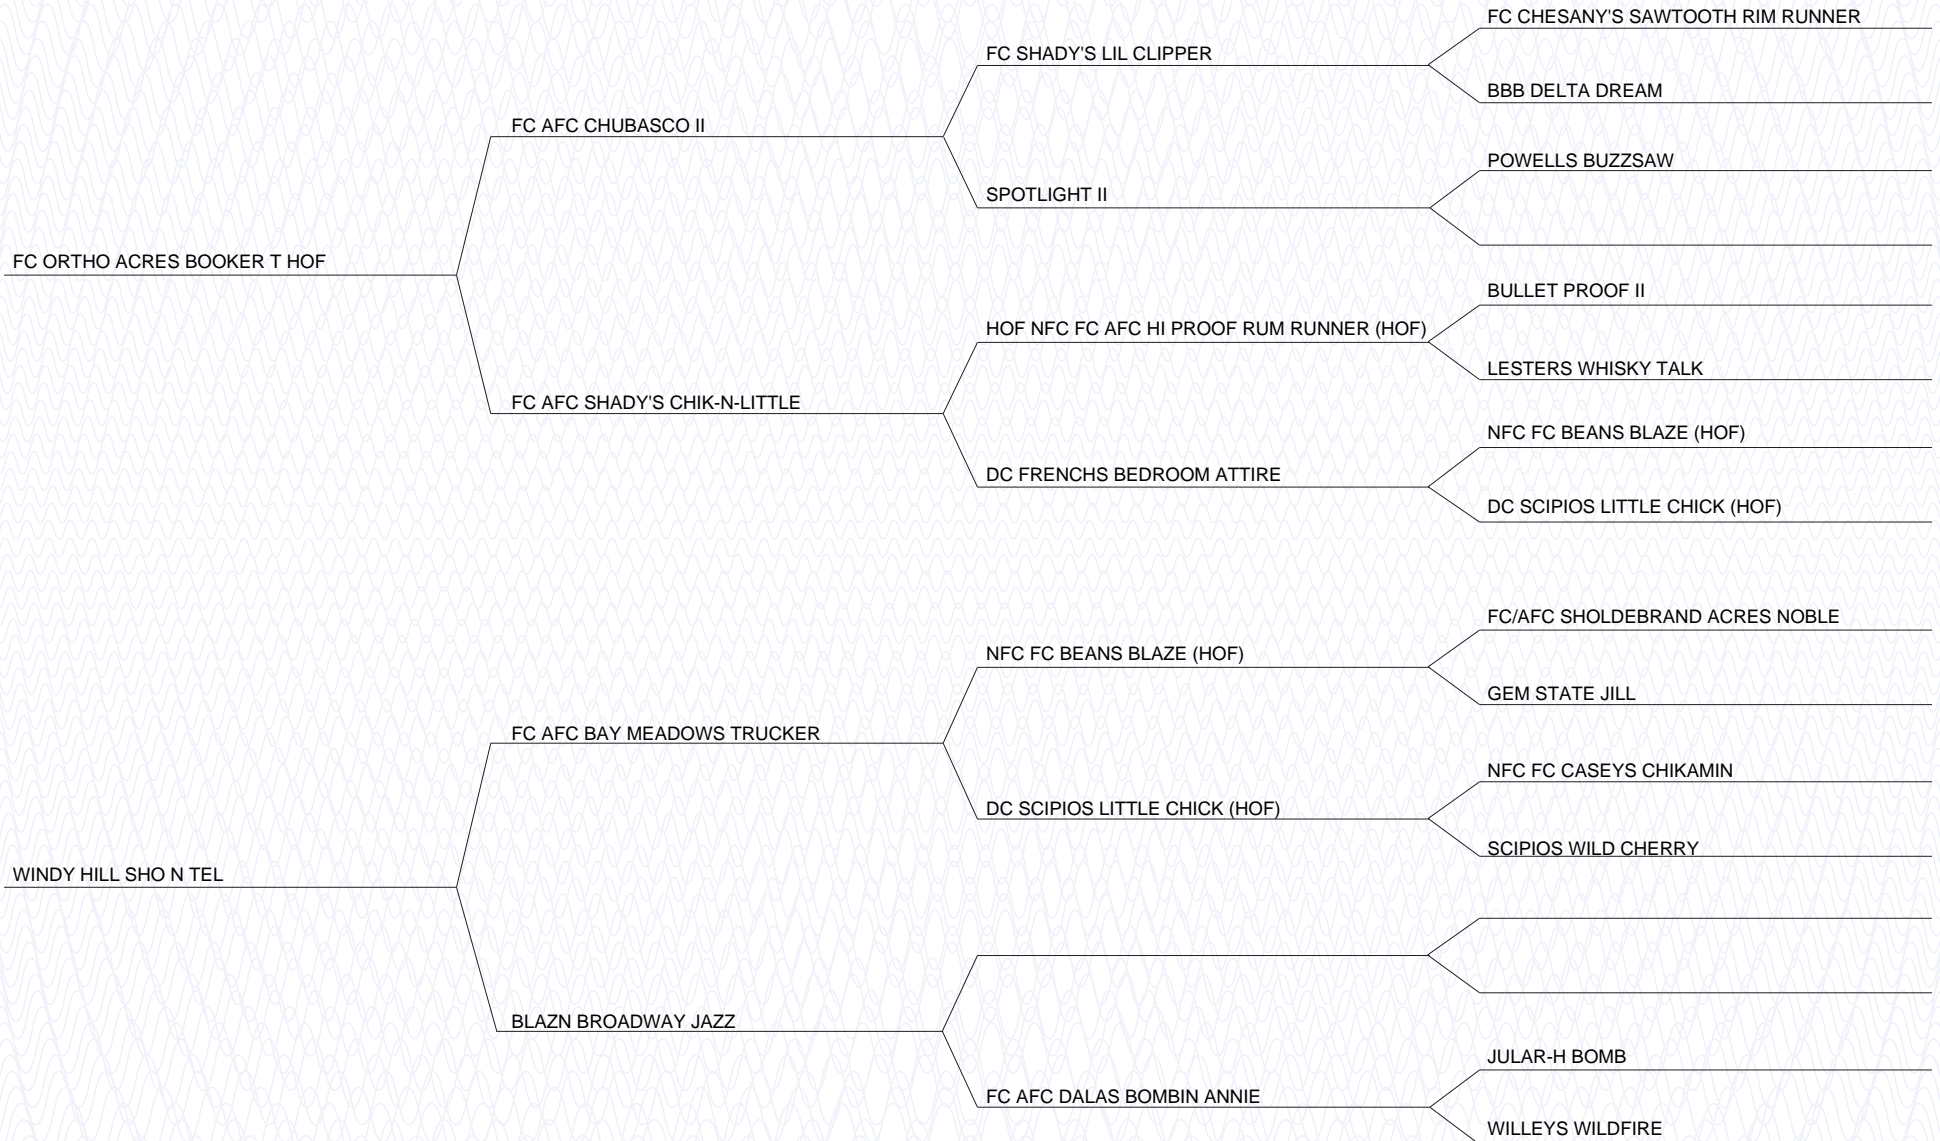 FC CHESANY'S SAWTOOTH RIM RUNNER
FC SHADY'S LIL CLIPPER
BBB DELTA DREAM
FC AFC CHUBASCO II
POWELLS BUZZSAW
SPOTLIGHT II
FC ORTHO ACRES BOOKER T HOF
BULLET PROOF II
HOF NFC FC AFC HI PROOF RUM RUNNER (HOF)
LESTERS WHISKY TALK
FC AFC SHADY'S CHIK-N-LITTLE
NFC FC BEANS BLAZE (HOF)
DC FRENCHS BEDROOM ATTIRE
DC SCIPIOS LITTLE CHICK (HOF)
FC/AFC SHOLDEBRAND ACRES NOBLE
NFC FC BEANS BLAZE (HOF)
GEM STATE JILL
FC AFC BAY MEADOWS TRUCKER
NFC FC CASEYS CHIKAMIN
DC SCIPIOS LITTLE CHICK (HOF)
SCIPIOS WILD CHERRY
WINDY HILL SHO N TEL
BLAZN BROADWAY JAZZ
JULAR-H BOMB
FC AFC DALAS BOMBIN ANNIE
WILLEYS WILDFIRE